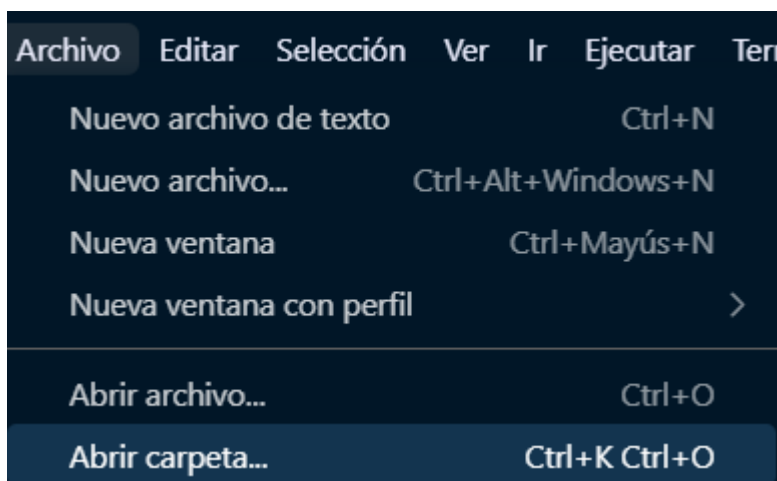 Archivo Editar Selección Ver Ir Ejecutar
Nuevo archivo de texto Ctrl+N
Nuevo archivo... Ctrl+Alt+Windows+N
Nueva ventana Ctrl+Mayús+N
Nueva ventana con perfil
Abrir archivo... Ctrl+O
Abrir carpeta... Ctrl+K Ctrl+O